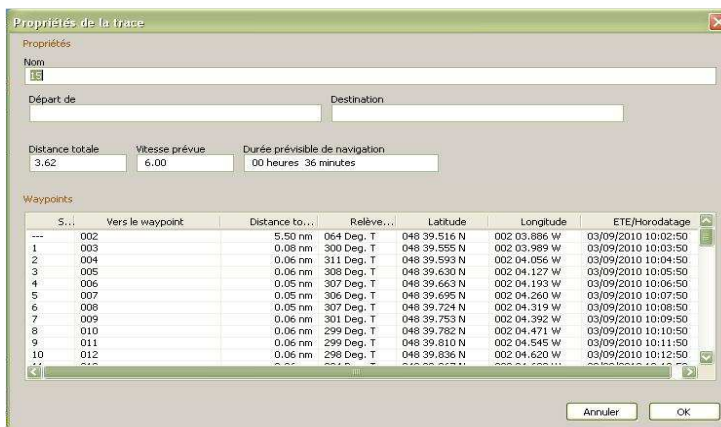 Propriétés de la trace
Propriétés
Nom
15
Départ de Destination
Distance totale Vitesse prévue Durée prévisible de navigation
3.62 6.00 00 heures 36 minutes
Waypoints
S... Vers le waypoint Distance to... Relève... Latitude Longitude ETE/Horodatage
--- 002 5.50 nm 064 Deg. T 048 39.516 N 002 03.886 W 03/09/2010 10:02:50
1 003 0.08 nm 300 Deg. T 048 39.555 N 002 03.989 W 03/09/2010 10:03:50
2 004 0.06 nm 311 Deg. T 048 39.593 N 002 04.056 W 03/09/2010 10:04:50
3 005 0.06 nm 308 Deg. T 048 39.630 N 002 04.127 W 03/09/2010 10:05:50
4 006 0.05 nm 307 Deg. T 048 39.663 N 002 04.193 W 03/09/2010 10:06:50
5 007 0.05 nm 306 Deg. T 048 39.695 N 002 04.260 W 03/09/2010 10:07:50
6 008 0.05 nm 307 Deg. T 048 39.724 N 002 04.319 W 03/09/2010 10:08:50
7 009 0.06 nm 301 Deg. T 048 39.753 N 002 04.392 W 03/09/2010 10:09:50
8 010 0.06 nm 299 Deg. T 048 39.782 N 002 04.471 W 03/09/2010 10:10:50
9 011 0.06 nm 299 Deg. T 048 39.810 N 002 04.545 W 03/09/2010 10:11:50
10 012 0.06 nm 298 Deg. T 048 39.836 N 002 04.620 W 03/09/2010 10:12:50
Annuler OK